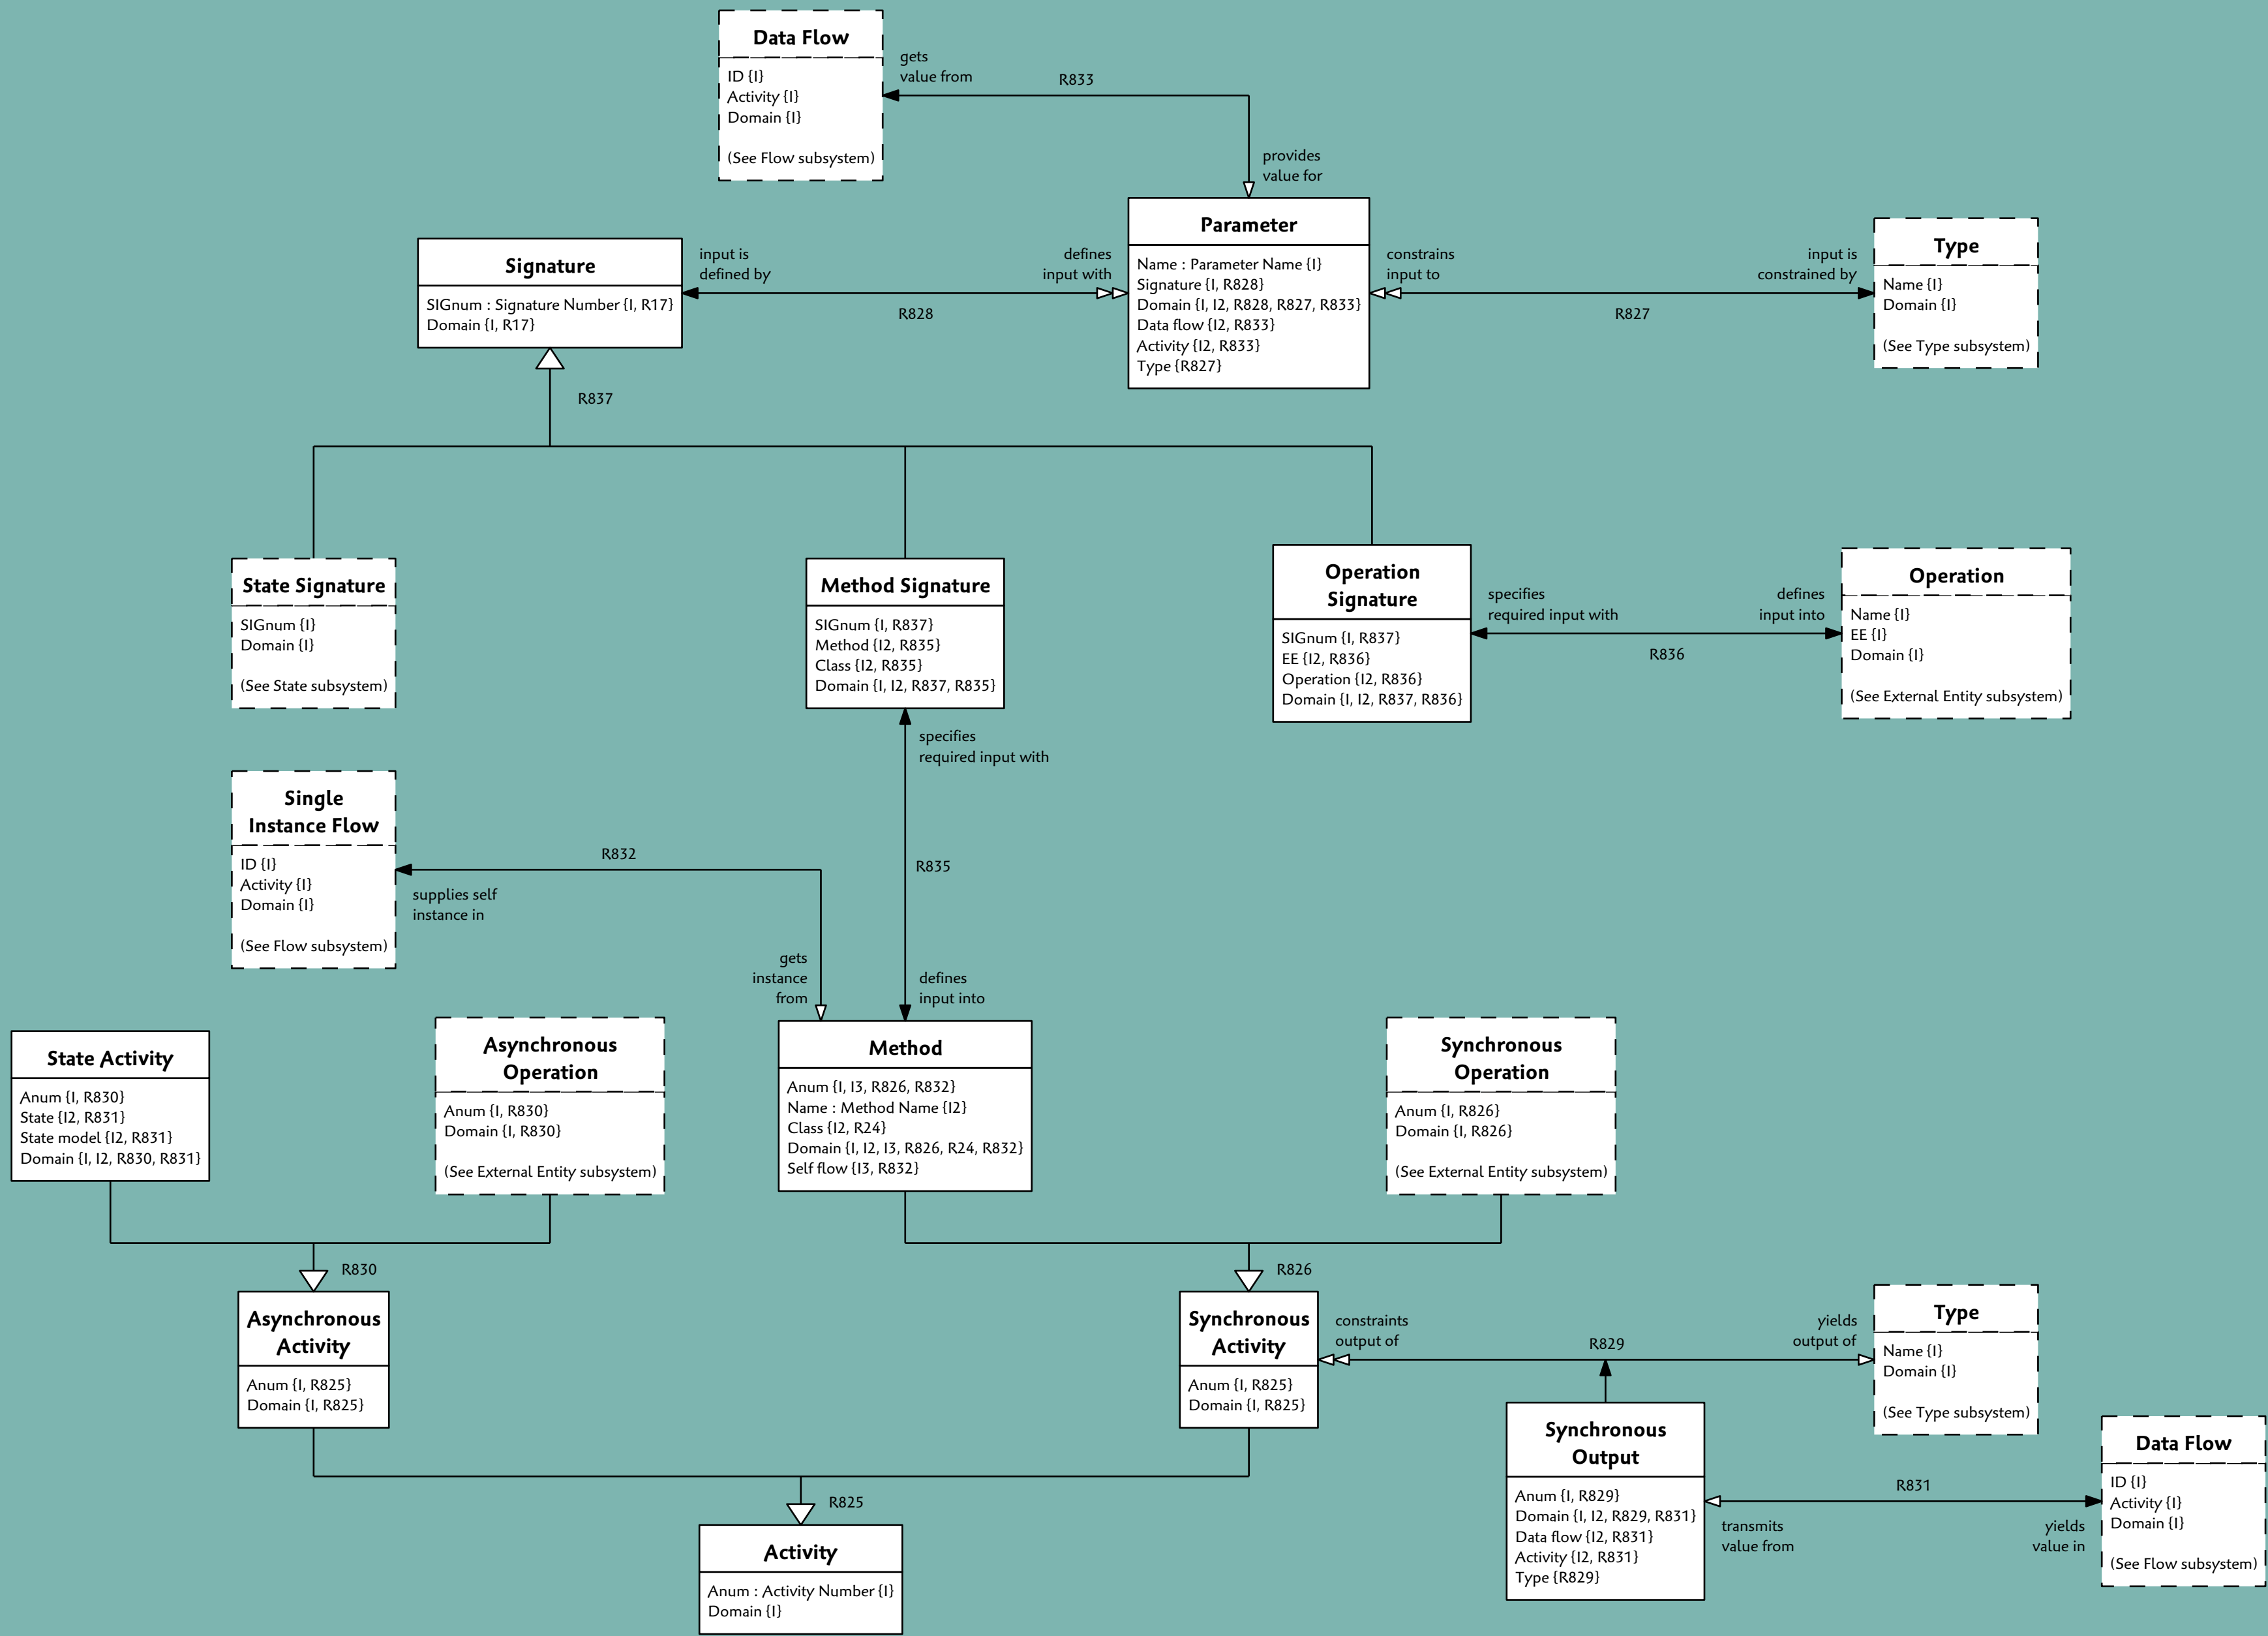 Data Flow
ID {I}
Activity {I}
Domain {I}
(See Flow subsystem)
gets
value from
R833
provides
value for
Parameter
Name : Parameter Name {I}
Signature {I, R828}
Domain {I, I2, R828, R827, R833}
Data flow {I2, R833}
Activity {I2, R833}
Type {R827}
Signature
SIGnum : Signature Number {I, R17}
Domain {I, R17}
input is
defined by
defines
input with
R828
constrains
input to
input is
constrained by
R827
Type
Name {I}
Domain {I}
(See Type subsystem)
R837
State Signature
SIGnum {I}
Domain {I}
(See State subsystem)
Method Signature
SIGnum {I, R837}
Method {I2, R835}
Class {I2, R835}
Domain {I, I2, R837, R835}
Operation
Signature
SIGnum {I, R837}
EE {I2, R836}
Operation {I2, R836}
Domain {I, I2, R837, R836}
specifies
required input with
defines
input into
R836
Operation
Name {I}
EE {I}
Domain {I}
(See External Entity subsystem)
specifies
required input with
R835
defines
input into
Single
Instance Flow
ID {I}
Activity {I}
Domain {I}
(See Flow subsystem)
R832
supplies self
instance in
gets
instance
from
State Activity
Anum {I, R830}
State {I2, R831}
State model {I2, R831}
Domain {I, I2, R830, R831}
Asynchronous
Operation
Anum {I, R830}
Domain {I, R830}
(See External Entity subsystem)
Method
Anum {I, I3, R826, R832}
Name : Method Name {I2}
Class {I2, R24}
Domain {I, I2, I3, R826, R24, R832}
Self flow {I3, R832}
Synchronous
Operation
Anum {I, R826}
Domain {I, R826}
(See External Entity subsystem)
R830
R826
Asynchronous
Activity
Anum {I, R825}
Domain {I, R825}
Synchronous
Activity
Anum {I, R825}
Domain {I, R825}
constraints
output of
R829
yields
output of
Type
Name {I}
Domain {I}
(See Type subsystem)
Synchronous
Output
Anum {I, R829}
Domain {I, I2, R829, R831}
Data flow {I2, R831}
Activity {I2, R831}
Type {R829}
R831
transmits
value from
yields
value in
Data Flow
ID {I}
Activity {I}
Domain {I}
(See Flow subsystem)
R825
Activity
Anum : Activity Number {I}
Domain {I}